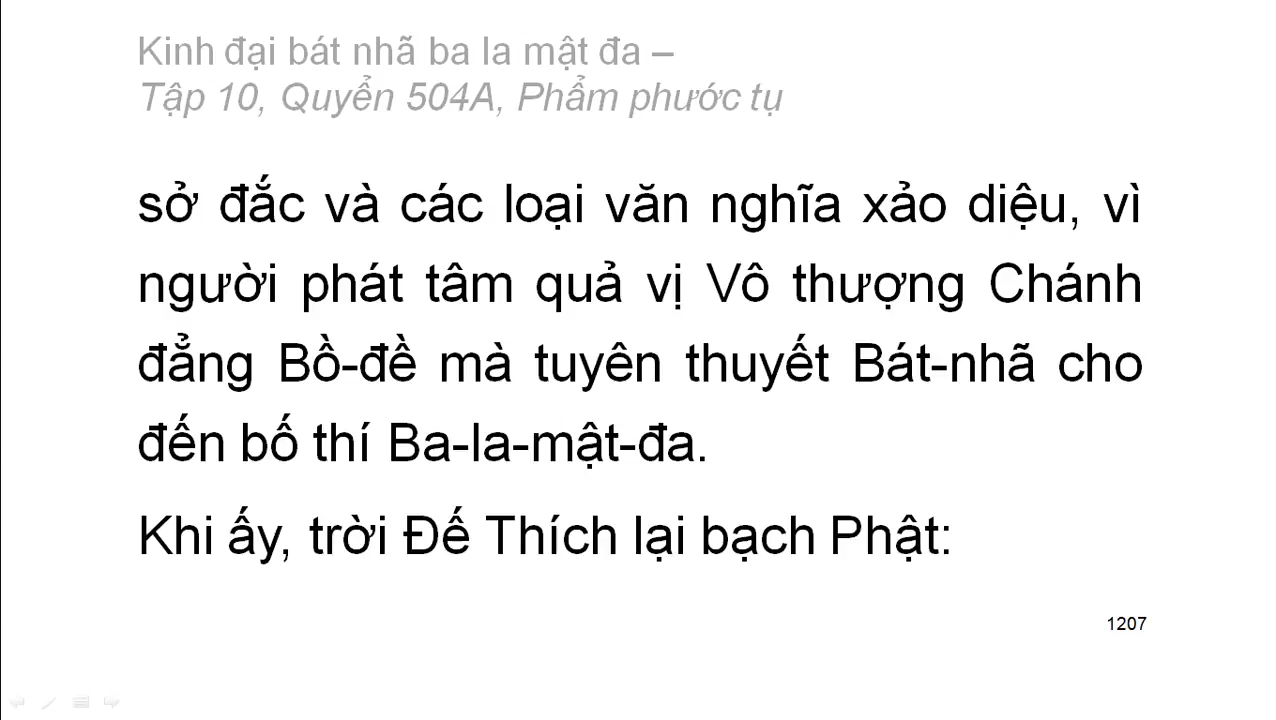 Kinh đại bát nhã ba la mật đa –
Tập 10, Quyển 504A, Phẩm phước tụ
sở đắc và các loại văn nghĩa xảo diệu, vì
người phát tâm quả vị Vô thượng Chánh
đẳng Bồ-đề mà tuyên thuyết Bát-nhã cho
đến bố thí Ba-la-mật-đa.
Khi ấy, trời Đế Thích lại bạch Phật:
1207